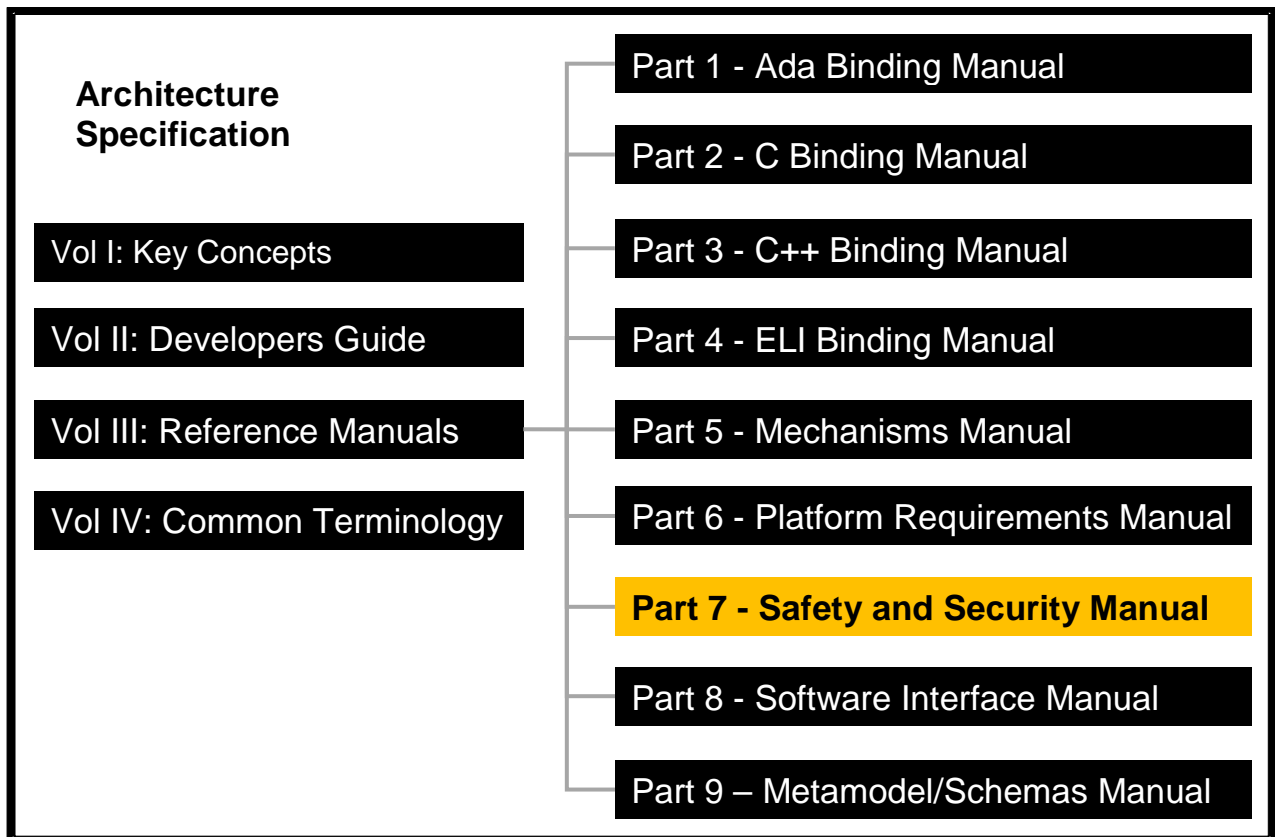 Architecture
Specification
Vol I: Key Concepts
Vol II: Developers Guide
Vol III: Reference Manuals
Vol IV: Common Terminology
Part 1 - Ada Binding Manual
Part 2 - C Binding Manual
Part 3 - C++ Binding Manual
Part 4 - ELI Binding Manual
Part 5 - Mechanisms Manual
Part 6 - Platform Requirements Manual
Part 7 - Safety and Security Manual
Part 8 - Software Interface Manual
Part 9 – Metamodel/Schemas Manual